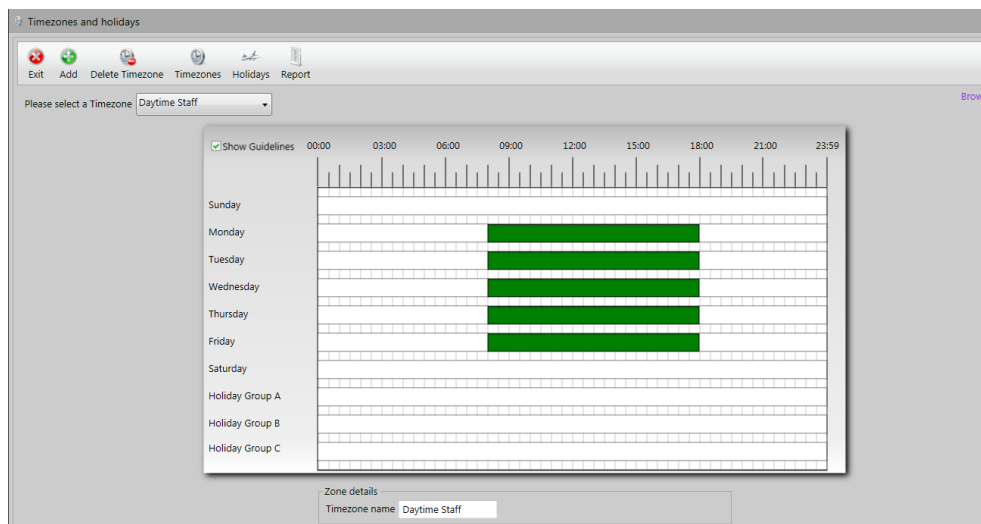 Timezones and holidays
Exit Add Delete Timezone Timezones Holidays Report
Please select a Timezone Daytime Staff
Brow
Show Guidelines 00:00 03:00 06:00 09:00 12:00 15:00 18:00 21:00 23:59
Sunday
Monday
Tuesday
Wednesday
Thursday
Friday
Saturday
Holiday Group A
Holiday Group B
Holiday Group C
Zone details
Timezone name Daytime Staff